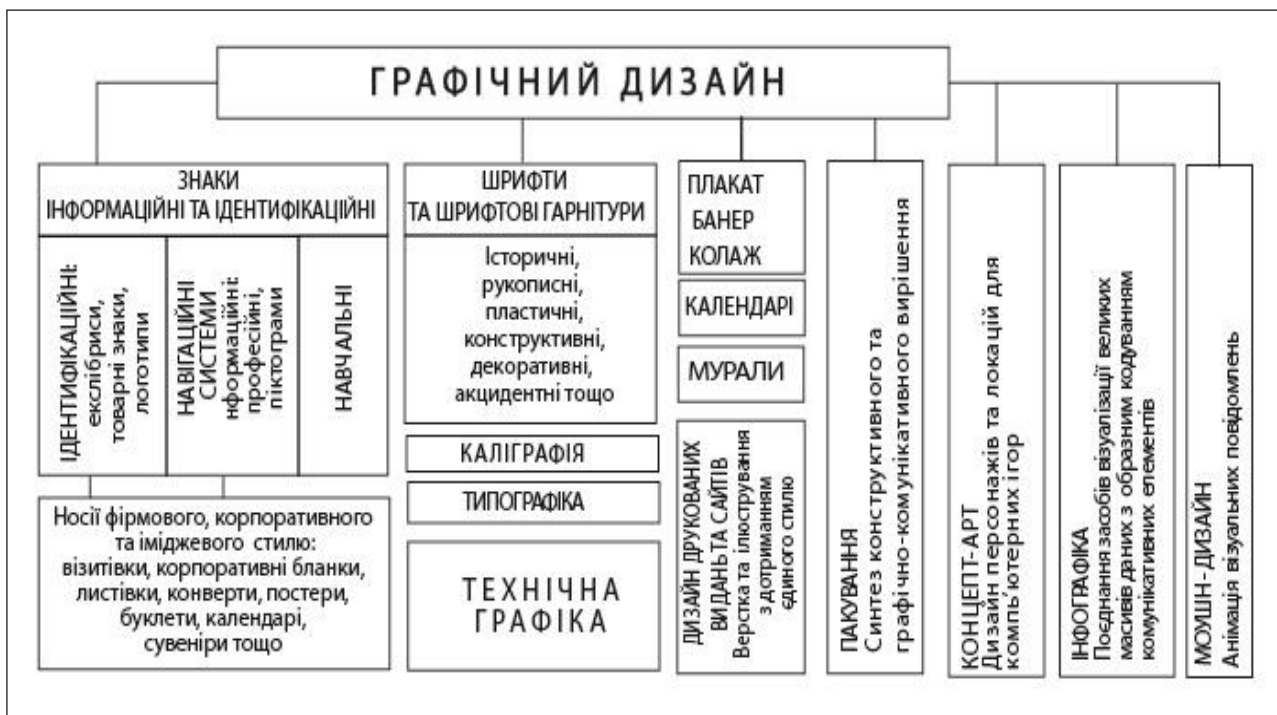 ГРАФІЧНИЙ ДИЗАЙН
ЗНАКИ
ІНФОРМАЦІЙНІ ТА ІДЕНТИФІКАЦІЙНІ
ІДЕНТИФІКАЦІЙНІ:
екслібриси,
товарні знаки,
логотипи
НАВІГАЦІЙНІ
СИСТЕМИ
нформаційні:
професійні,
піктограми
НАВЧАЛЬНІ
Носії фірмового, корпоративного
та іміджевого стилю:
візитівки, корпоративні бланки,
листівки, конверти, постери,
буклети, календарі,
сувеніри тощо
ШРИФТИ
ТА ШРИФТОВІ ГАРНІТУРИ
Історичні,
рукописні,
пластичні,
конструктивні,
декоративні,
акцидентні тощо
КАЛІГРАФІЯ
ТИПОГРАФІКА
ТЕХНІЧНА
ГРАФІКА
ПЛАКАТ
БАНЕР
КОЛАЖ
КАЛЕНДАРІ
МУРАЛИ
ДИЗАЙН ДРУКОВАНИХ
ВИДАНЬ ТА САЙТІВ
Верстка та ілюстрування
з дотриманням
єдиного стилю
ПАКУВАННЯ
Синтез конструктивного та
графічно-комунікативного вирішення
КОНЦЕПТ-АРТ
Дизайн персонажів та локацій для
комп'ютерних ігор
ІНФОГРАФІКА
Поєднання засобів візуалізації великих
масивів даних з образним кодуванням
комунікативних елементів
МОУШН - ДИЗАЙН
Анімація візуальних повідомлень